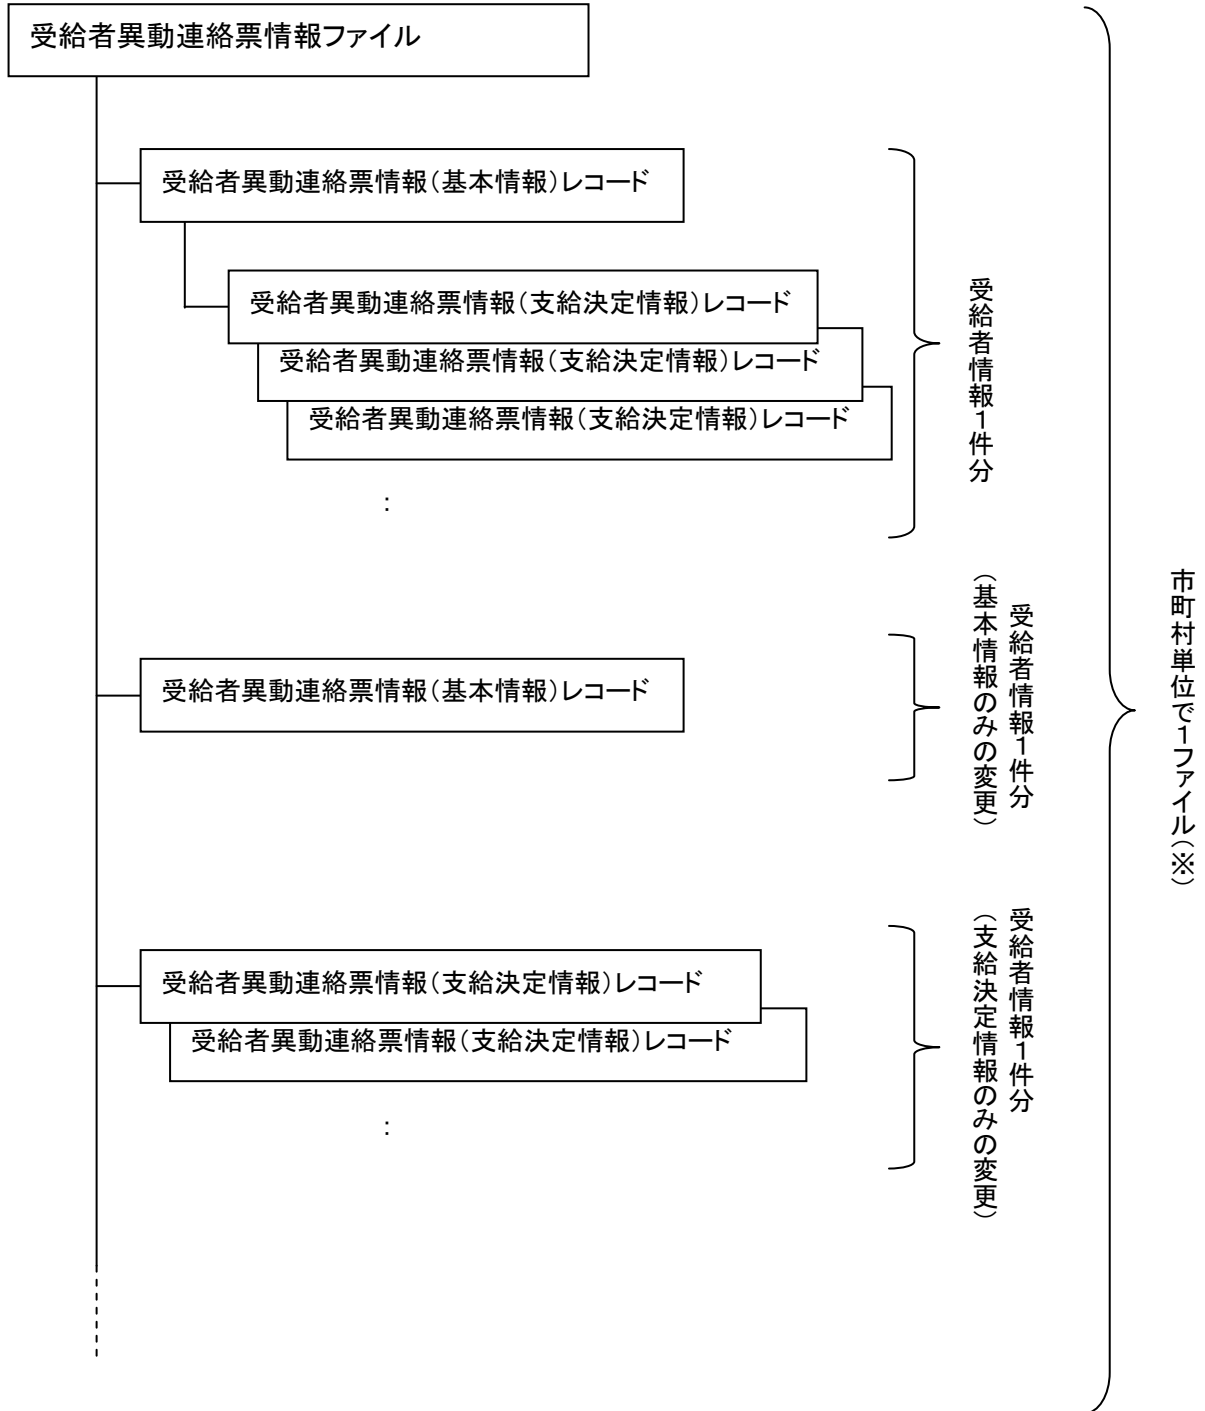 受給者異動連絡票情報ファイル
受給者異動連絡票情報（基本情報）レコード
受給者異動連絡票情報（支給決定情報）レコード
受給者異動連絡票情報（支給決定情報）レコード
受給者異動連絡票情報（支給決定情報）レコード
：
受給者情報１件分
受給者異動連絡票情報（基本情報）レコード
受給者情報１件分
（基本情報のみの変更）
受給者異動連絡票情報（支給決定情報）レコード
受給者異動連絡票情報（支給決定情報）レコード
：
受給者情報１件分
（支給決定情報のみの変更）
市町村単位で１ファイル（※）